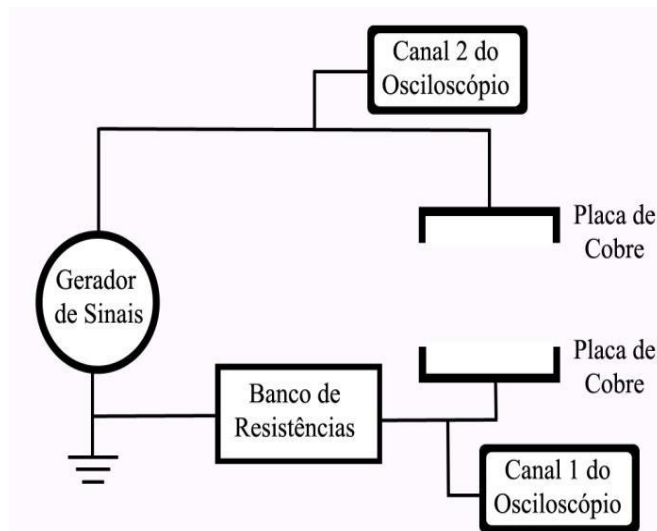 Canal 2 do
Osciloscópio
Placa de
Cobre
Gerador
de Sinais
Placa de
Cobre
Banco de
Resistências
Canal 1 do
Osciloscópio